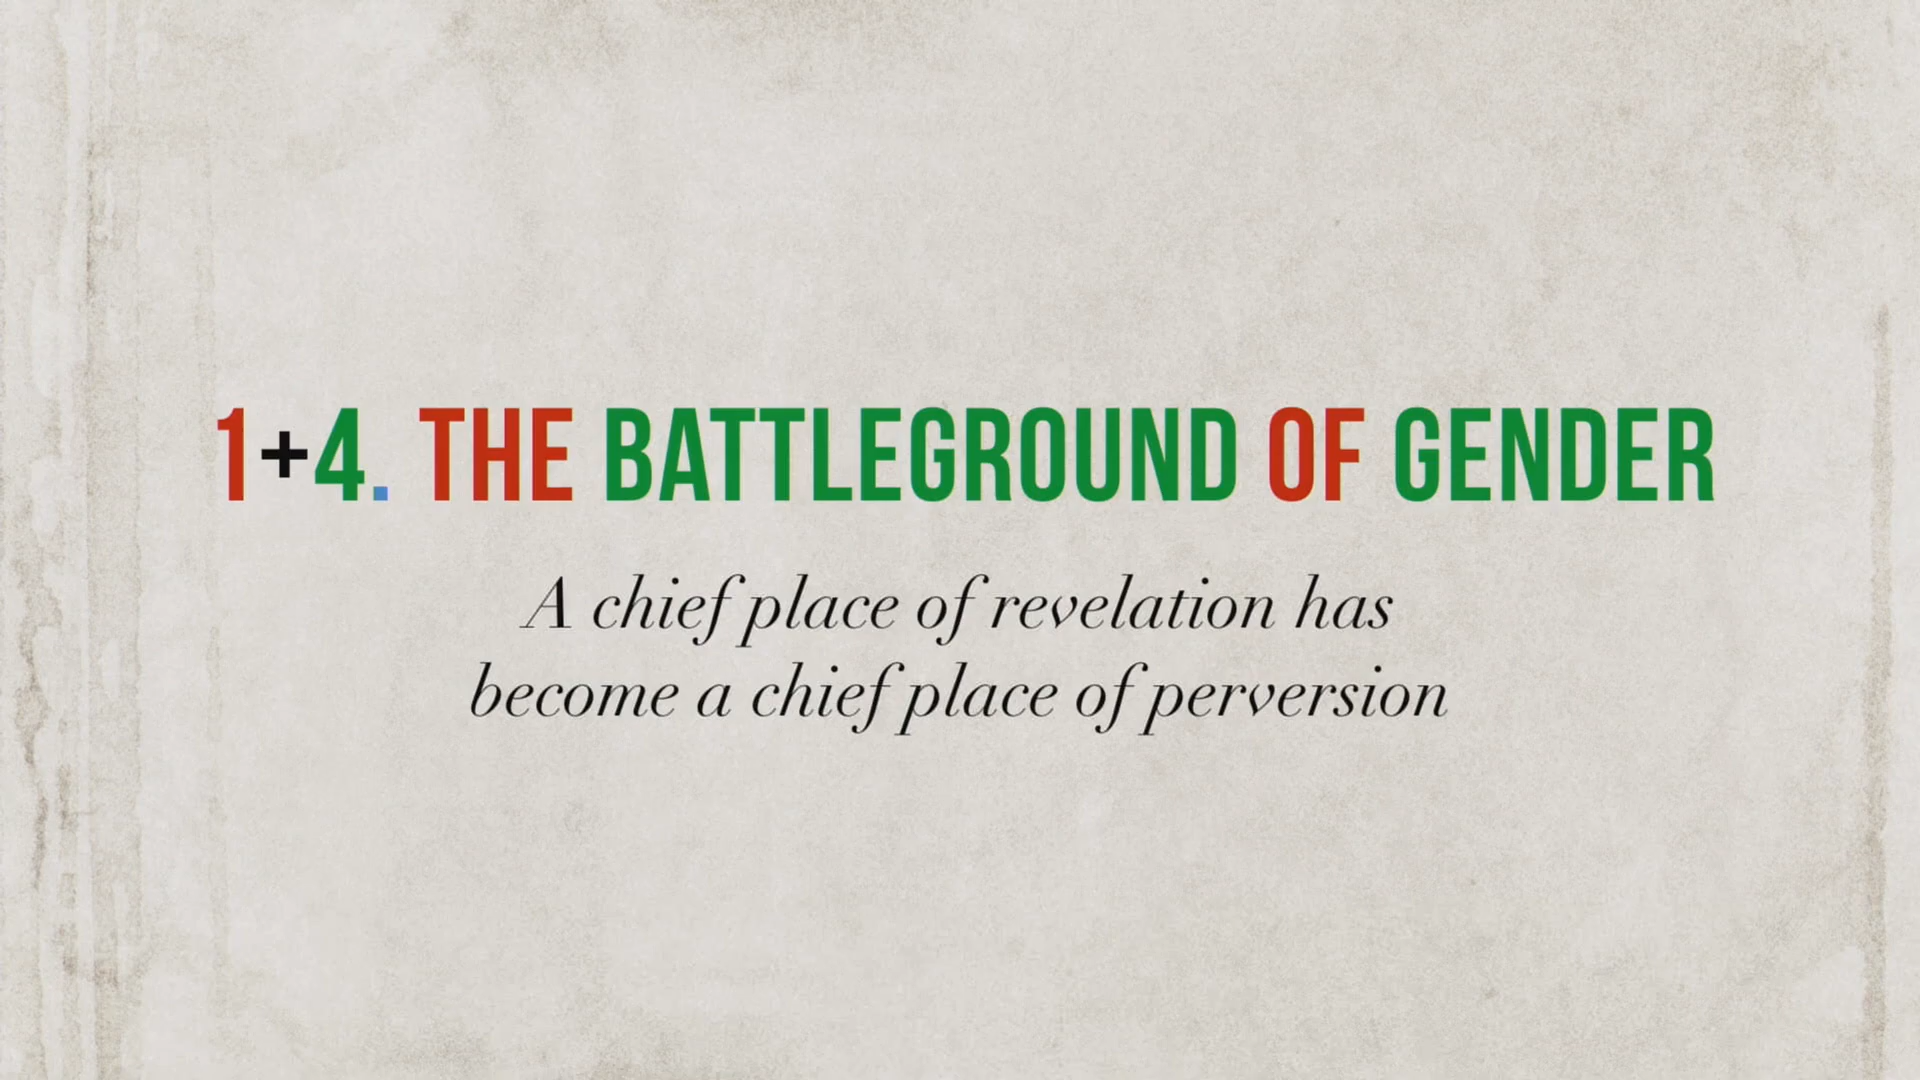 1+4. THE BATTLEGROUND OF GENDER
A chief place of revelation has
become a chief place of perversion